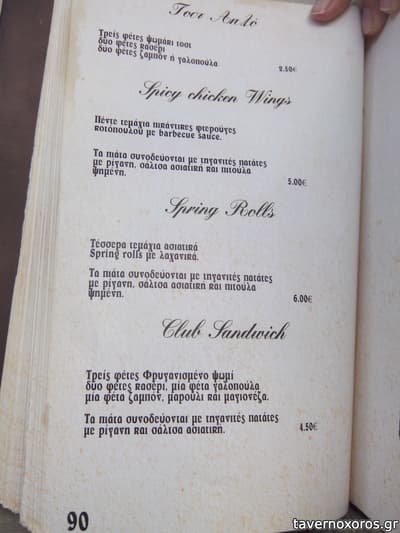 Τοστ Απλό
Τρείς φέτες ψωμάκι τοστ
δυο φέτες κασέρι
δυο φέτες ζαμπόν ή γαλοπούλα
2.50€
Spicy chicken Wings
Πέντε τεμάχια πικάντικες φτερούγες
κοτόπουλου με barbecue sauce.
Τα πιάτα συνοδεύονται με τηγανιτές πατάτες
με ρίγανη, σάλτσα ασιατική και πιτούλα
ψημένη.
5.00€
Spring Rolls
Τέσσερα τεμάχια ασιατικά
Spring rolls με λαχανικά.
Τα πιάτα συνοδεύονται με τηγανιτές πατάτες
με ρίγανη, σάλτσα ασιατική και πιτούλα
ψημένη.
6.00€
Club Sandwich
Τρείς φέτες Φρυγανισμένο ψωμί
δυο φέτες κασέρι, μία φέτα γαλοπούλα
μία φέτα ζαμπόν, μαρούλι και μαγιονέζα.
Τα πιάτα συνοδεύονται με τηγανιτές πατάτες
με ρίγανη και σάλτσα ασιατική.
4.50€
90
tavernoxoros.gr